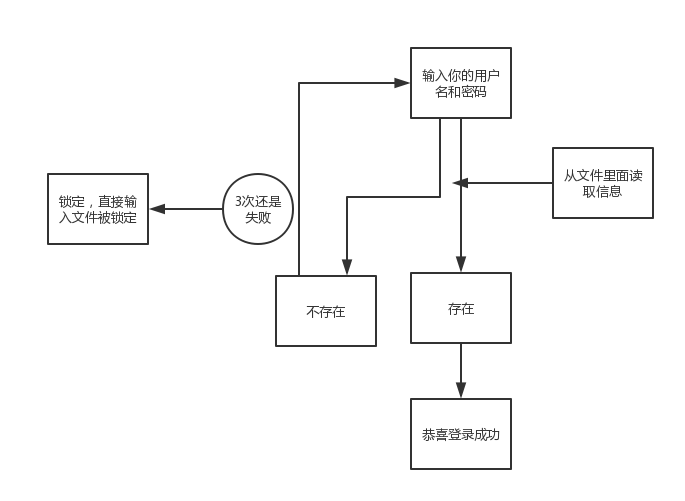 输入你的用户
名和密码
从文件里面读
取信息
锁定，直接输
入文件被锁定
3次还是
失败
不存在
存在
恭喜登录成功